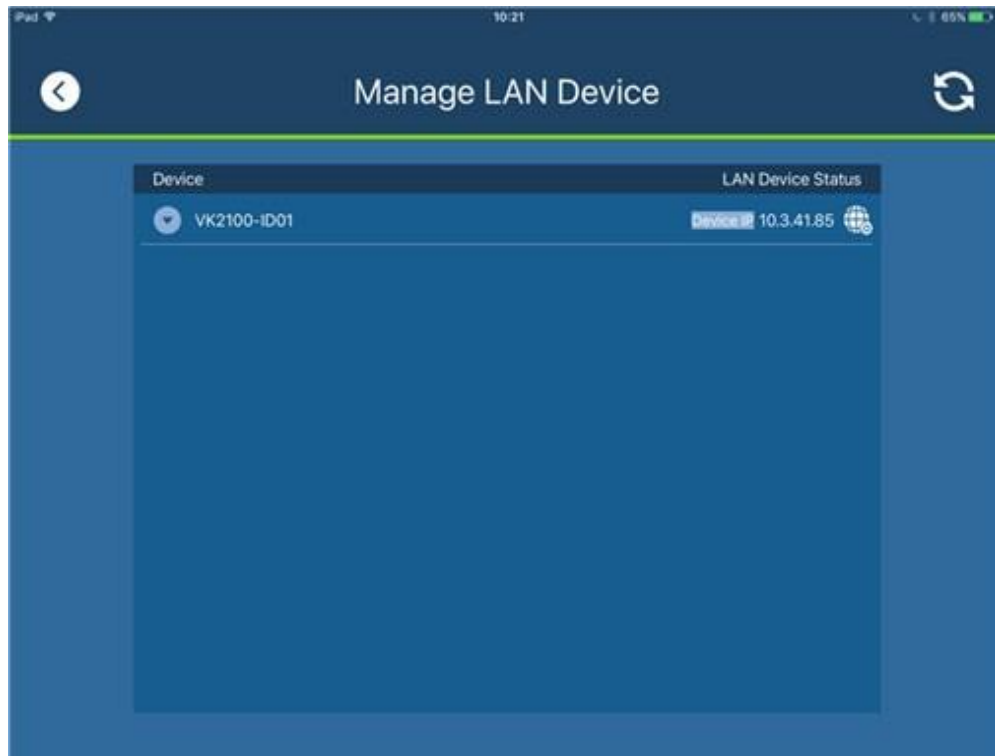 iPad 10:21 65%
Manage LAN Device
Device LAN Device Status
VK2100-ID01 Device IP 10.3.41.85